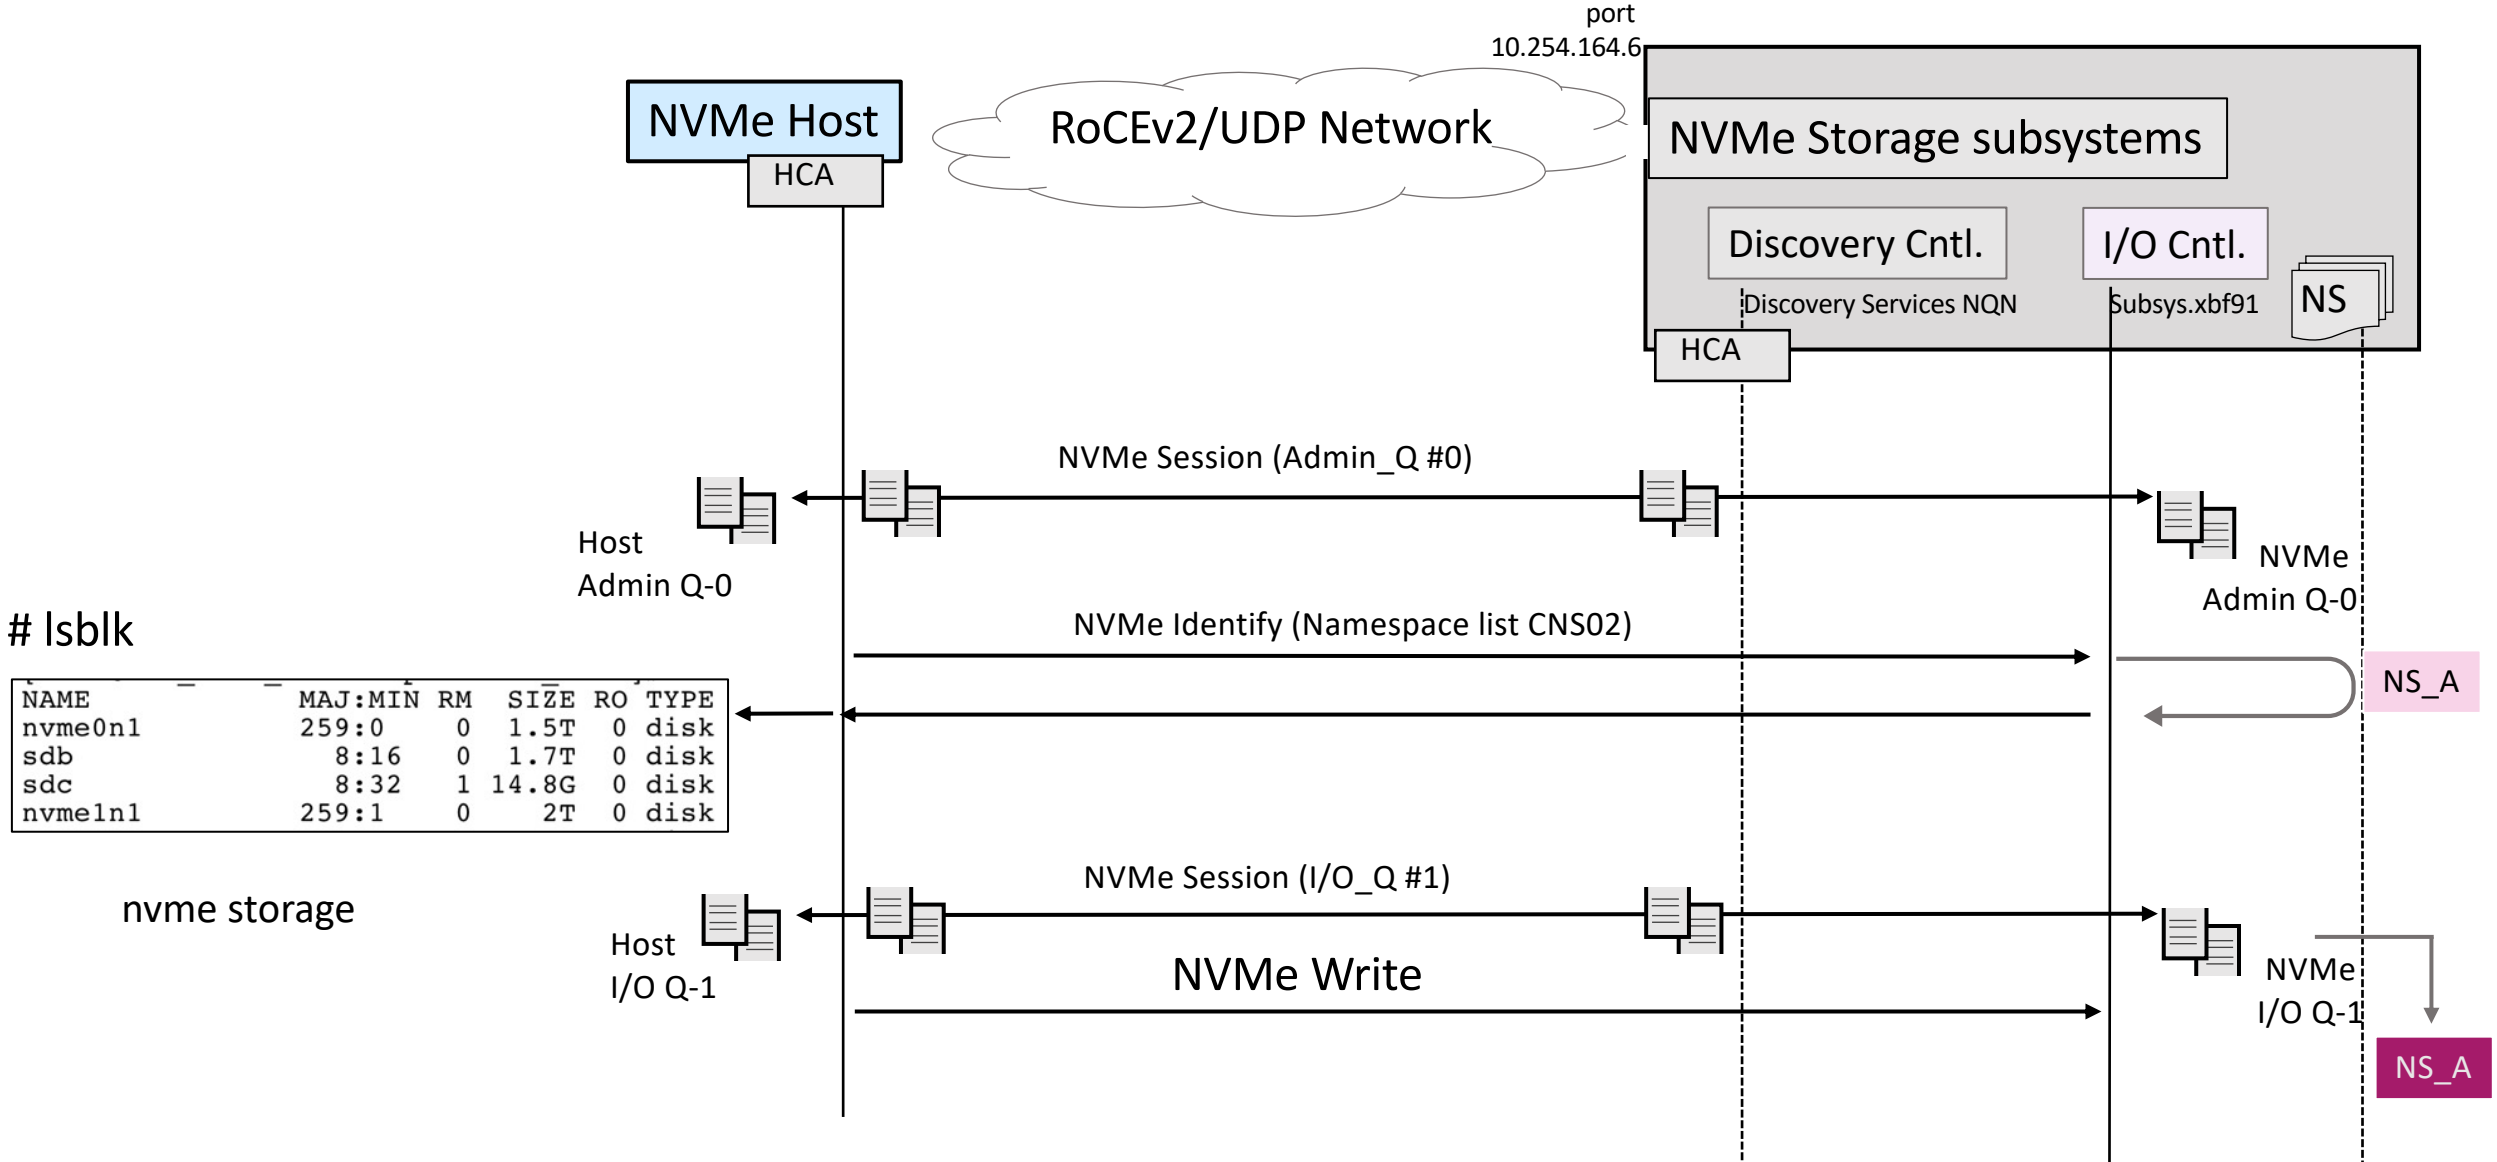 port
10.254.164.6
NVMe Host
HCA
RoCEv2/UDP Network
NVMe Storage subsystems
Discovery Cntl.
I/O Cntl.
Discovery Services NQN
Subsys.xbf91
NS
HCA
NVMe Session (Admin_Q #0)
Host
Admin Q-0
NVMe
Admin Q-0
# lsblk
NVMe Identify (Namespace list CNS02)
NS_A
NAME MAJ:MIN RM SIZE RO TYPE
nvme0n1 259:0 0 1.5T 0 disk
sdb 8:16 0 1.7T 0 disk
sdc 8:32 1 14.8G 0 disk
nvme1n1 259:1 0 2T 0 disk
NVMe Session (I/O_Q #1)
nvme storage
Host
I/O Q-1
NVMe Write
NVMe
I/O Q-1
NS_A